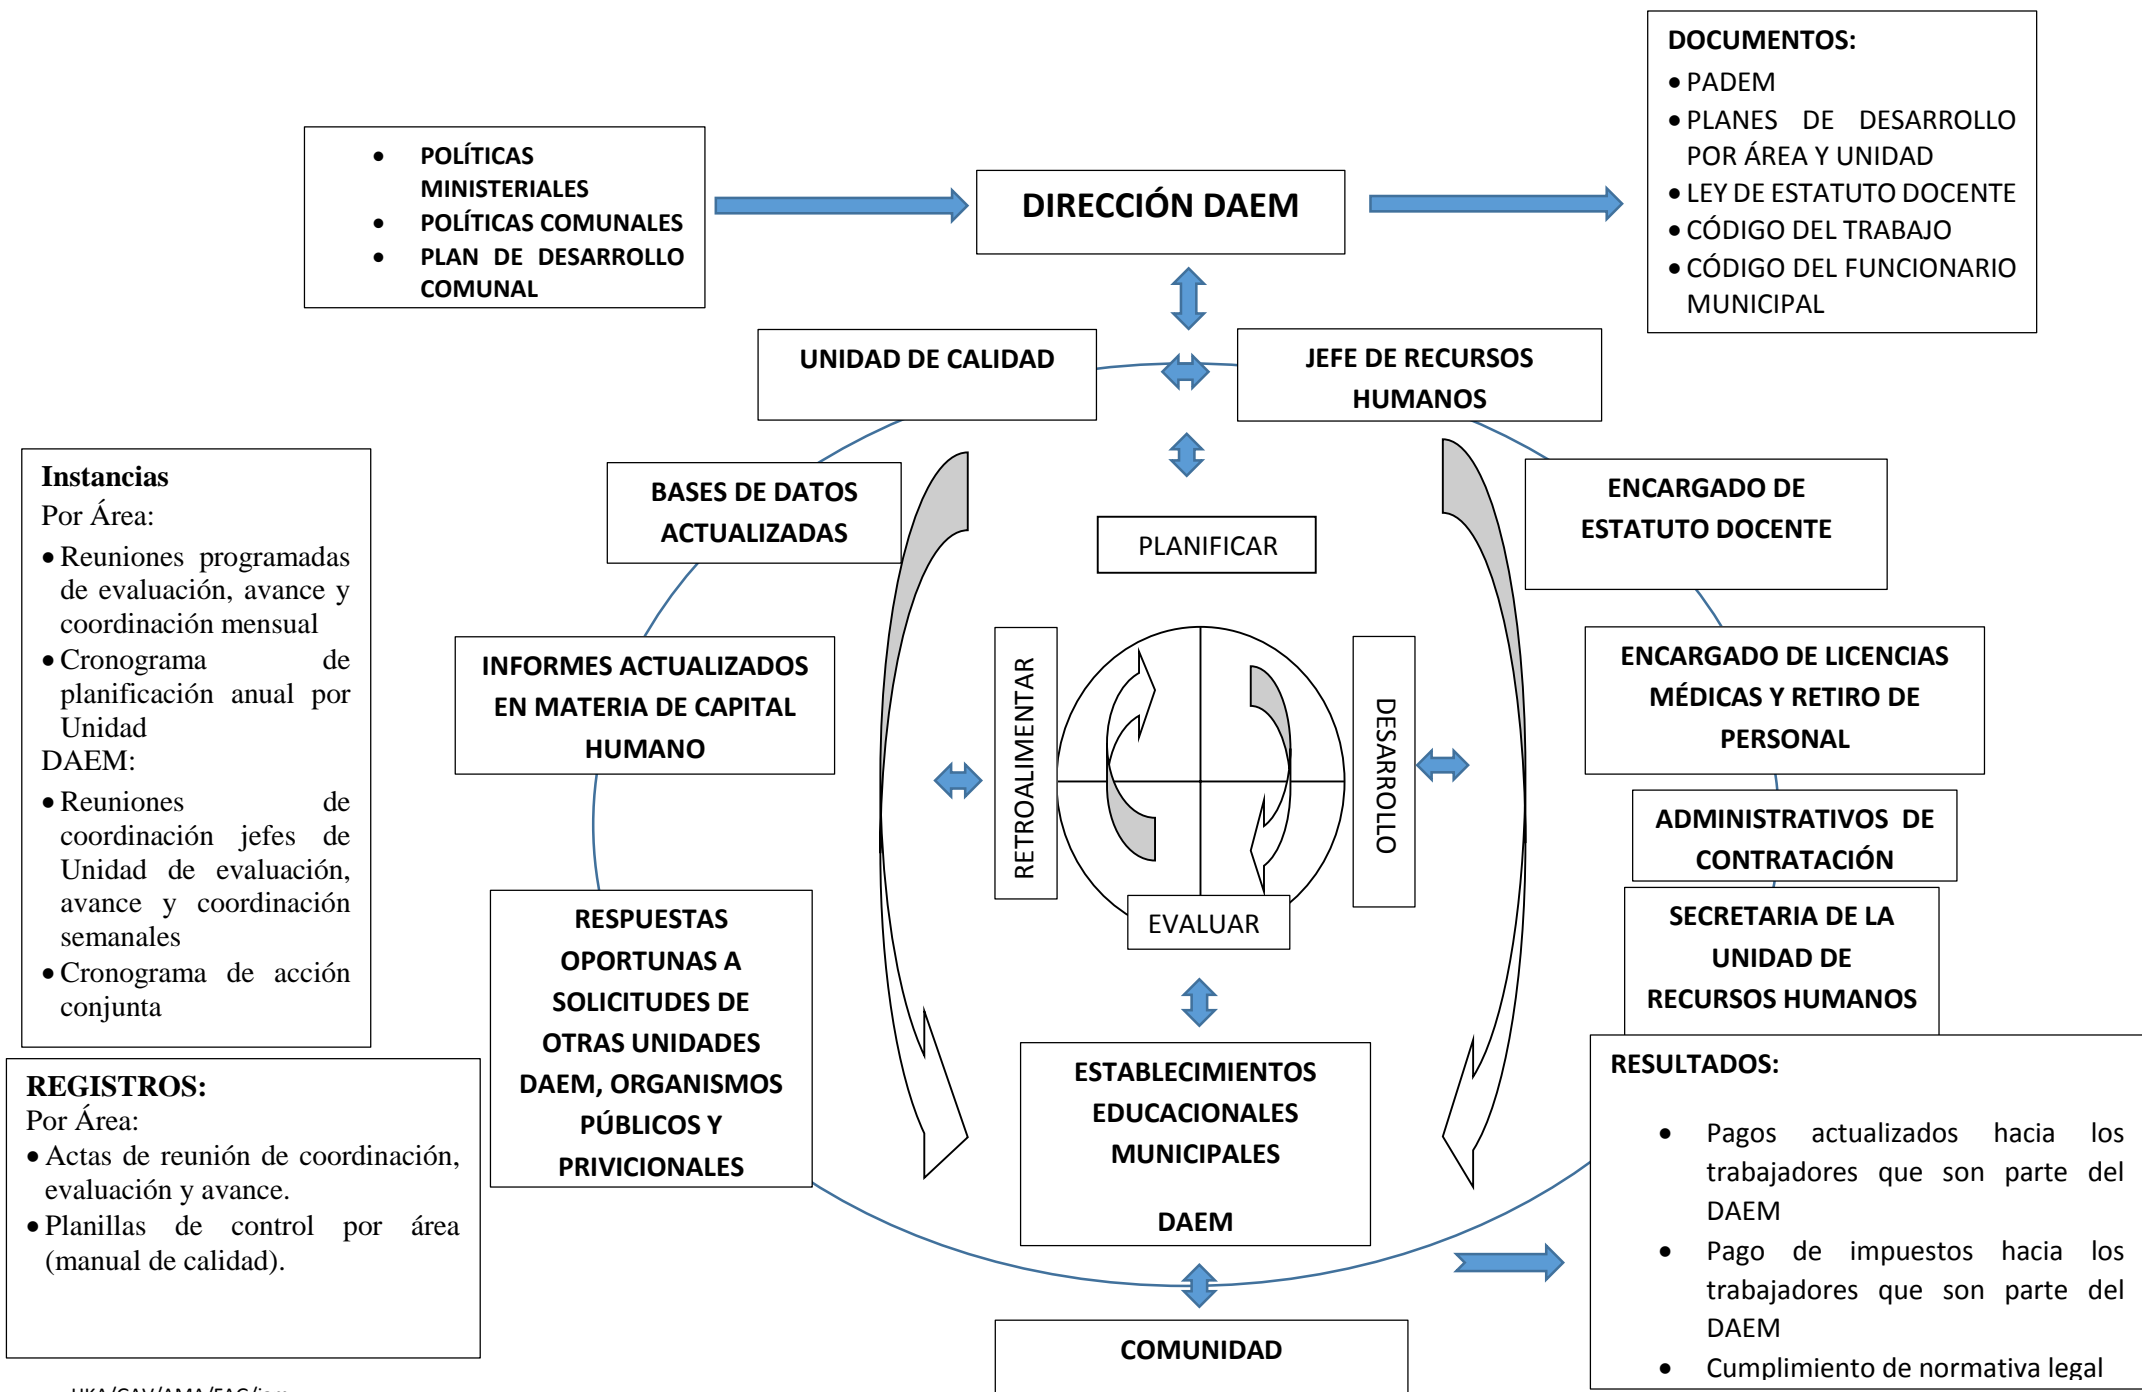 DOCUMENTOS:
• PADEM
• PLANES DE DESARROLLO
POR ÁREA Y UNIDAD
• LEY DE ESTATUTO DOCENTE
• CÓDIGO DEL TRABAJO
• CÓDIGO DEL FUNCIONARIO
MUNICIPAL
• POLÍTICAS
MINISTERIALES
• POLÍTICAS COMUNALES
• PLAN DE DESARROLLO
COMUNAL
DIRECCIÓN DAEM
UNIDAD DE CALIDAD
JEFE DE RECURSOS
HUMANOS
Instancias
Por Área:
• Reuniones programadas
de evaluación, avance y
coordinación mensual
• Cronograma de
planificación anual por
Unidad
DAEM:
• Reuniones de
coordinación jefes de
Unidad de evaluación,
avance y coordinación
semanales
• Cronograma de acción
conjunta
BASES DE DATOS
ACTUALIZADAS
ENCARGADO DE
ESTATUTO DOCENTE
PLANIFICAR
INFORMES ACTUALIZADOS
EN MATERIA DE CAPITAL
HUMANO
RETROALIMENTAR
DESARROLLO
EVALUAR
ENCARGADO DE LICENCIAS
MÉDICAS Y RETIRO DE
PERSONAL
ADMINISTRATIVOS DE
CONTRATACIÓN
SECRETARIA DE LA
UNIDAD DE
RECURSOS HUMANOS
RESPUESTAS
OPORTUNAS A
SOLICITUDES DE
OTRAS UNIDADES
DAEM, ORGANISMOS
PÚBLICOS Y
PRIVICIONALES
ESTABLECIMIENTOS
EDUCACIONALES
MUNICIPALES
DAEM
REGISTROS:
Por Área:
• Actas de reunión de coordinación,
evaluación y avance.
• Planillas de control por área
(manual de calidad).
RESULTADOS:
• Pagos actualizados hacia los
trabajadores que son parte del
DAEM
• Pago de impuestos hacia los
trabajadores que son parte del
DAEM
• Cumplimiento de normativa legal
COMUNIDAD